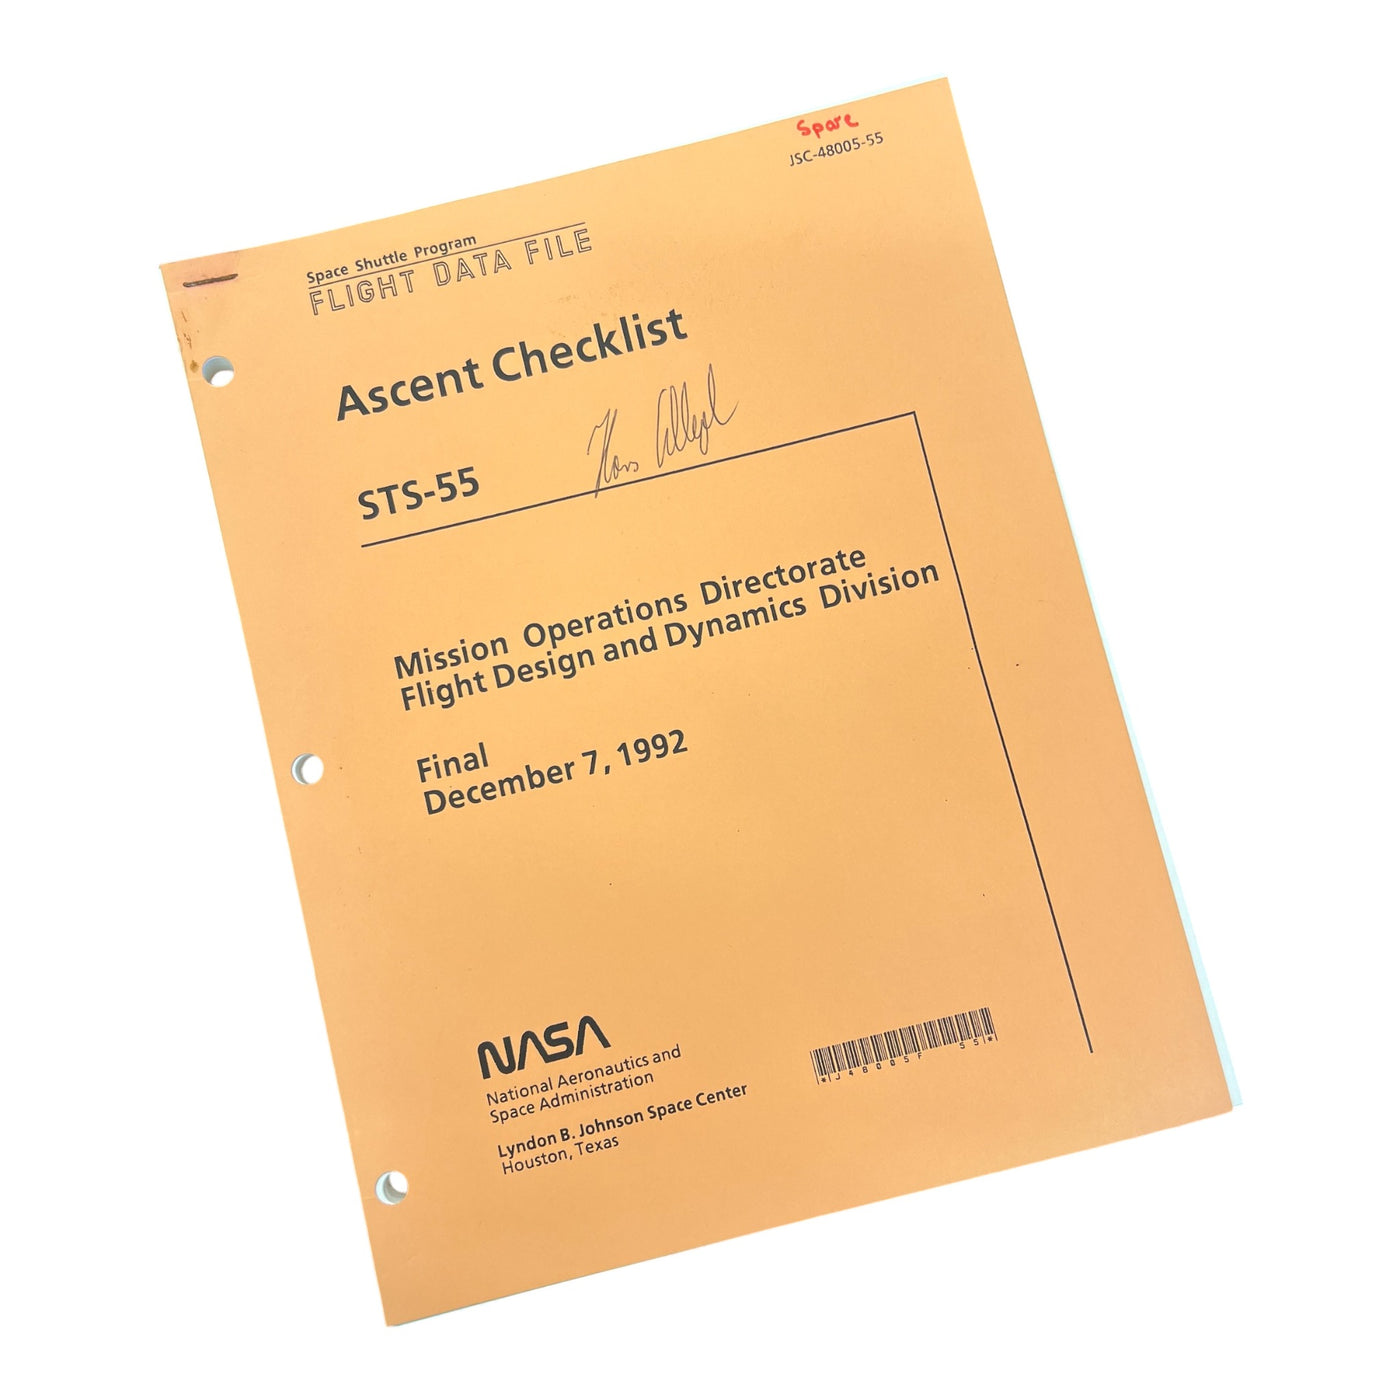 Spare
JSC-48005-55
Space Shuttle Program
FLIGHT DATA FILE
Ascent Checklist
STS-55
Mission Operations Directorate
Flight Design and Dynamics Division
Final
December 7, 1992
NASA
National Aeronautics and
Space Administration
Lyndon B. Johnson Space Center
Houston, Texas
*J48005F 55*